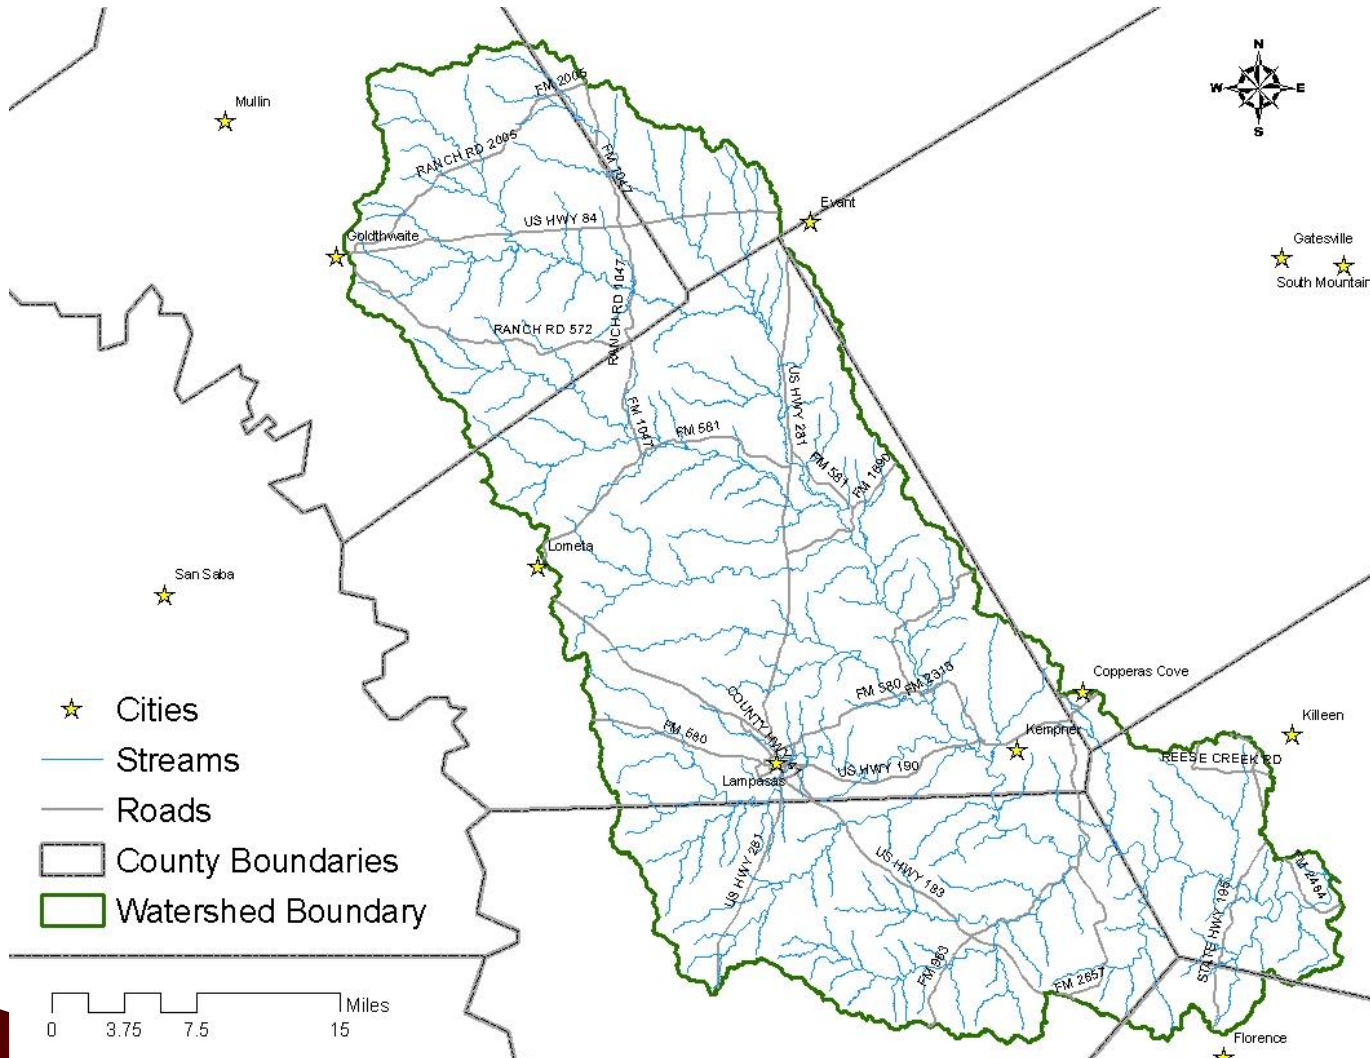 N
W
E
S
Mullin
FM 2005
RANCH RD 2005
FM 1047
Evant
US HWY 84
Goldthwaite
Gatesville
South Mountain
RANCH RD 1047
RANCH RD 572
US HWY 281
FM 1047
FM 581
FM 581
FM 1690
Lometa
San Saba
Copperas Cove
FM 580
FM 2313
COUNTY HWY
Cities
Killeen
FM 580
Kempner
Streams
REESE CREEK RD
US HWY 190
Lampasas
Roads
County Boundaries
US HWY 281
US HWY 183
FM 2484
Watershed Boundary
STATE HWY 195
FM 963
FM 2657
Miles
0
3.75
7.5
15
Florence